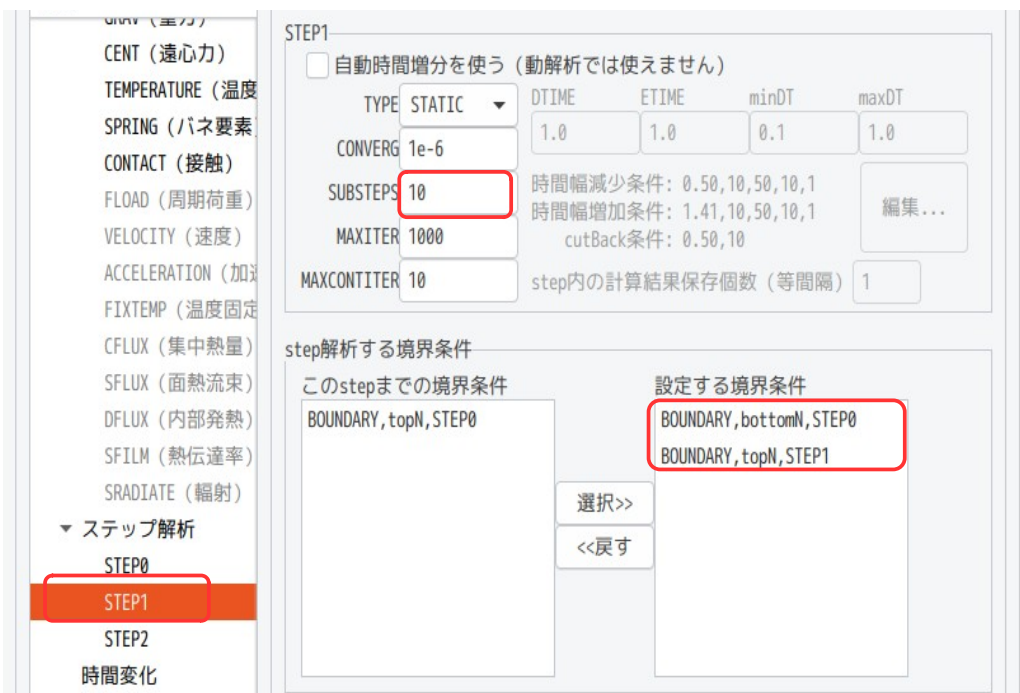 GRAV (重力)
CENT (遠心力)
TEMPERATURE (温度
SPRING (バネ要素
CONTACT (接触)
FLOAD (周期荷重)
VELOCITY (速度)
ACCELERATION (加速
FIXTEMP (温度固定
CFLUX (集中熱量)
SFLUX (面熱流束)
DFLUX (内部発熱)
SFILM (熱伝達率)
SRADIATE (輻射)
ステップ解析
STEP0
STEP1
STEP2
時間変化
STEP1
自動時間増分を使う (動解析では使えません)
TYPE STATIC
CONVERG 1e-6
SUBSTEPS 10
MAXITER 1000
MAXCONTITER 10
DTIME ETIME minDT maxDT
1.0 1.0 0.1 1.0
時間幅減少条件: 0.50,10,50,10,1
時間幅増加条件: 1.41,10,50,10,1
cutBack条件: 0.50,10
編集...
step内の計算結果保存個数 (等間隔) 1
step解析する境界条件
このstepまでの境界条件
BOUNDARY,topN,STEP0
選択>>
<<戻す
設定する境界条件
BOUNDARY,bottomN,STEP0
BOUNDARY,topN,STEP1